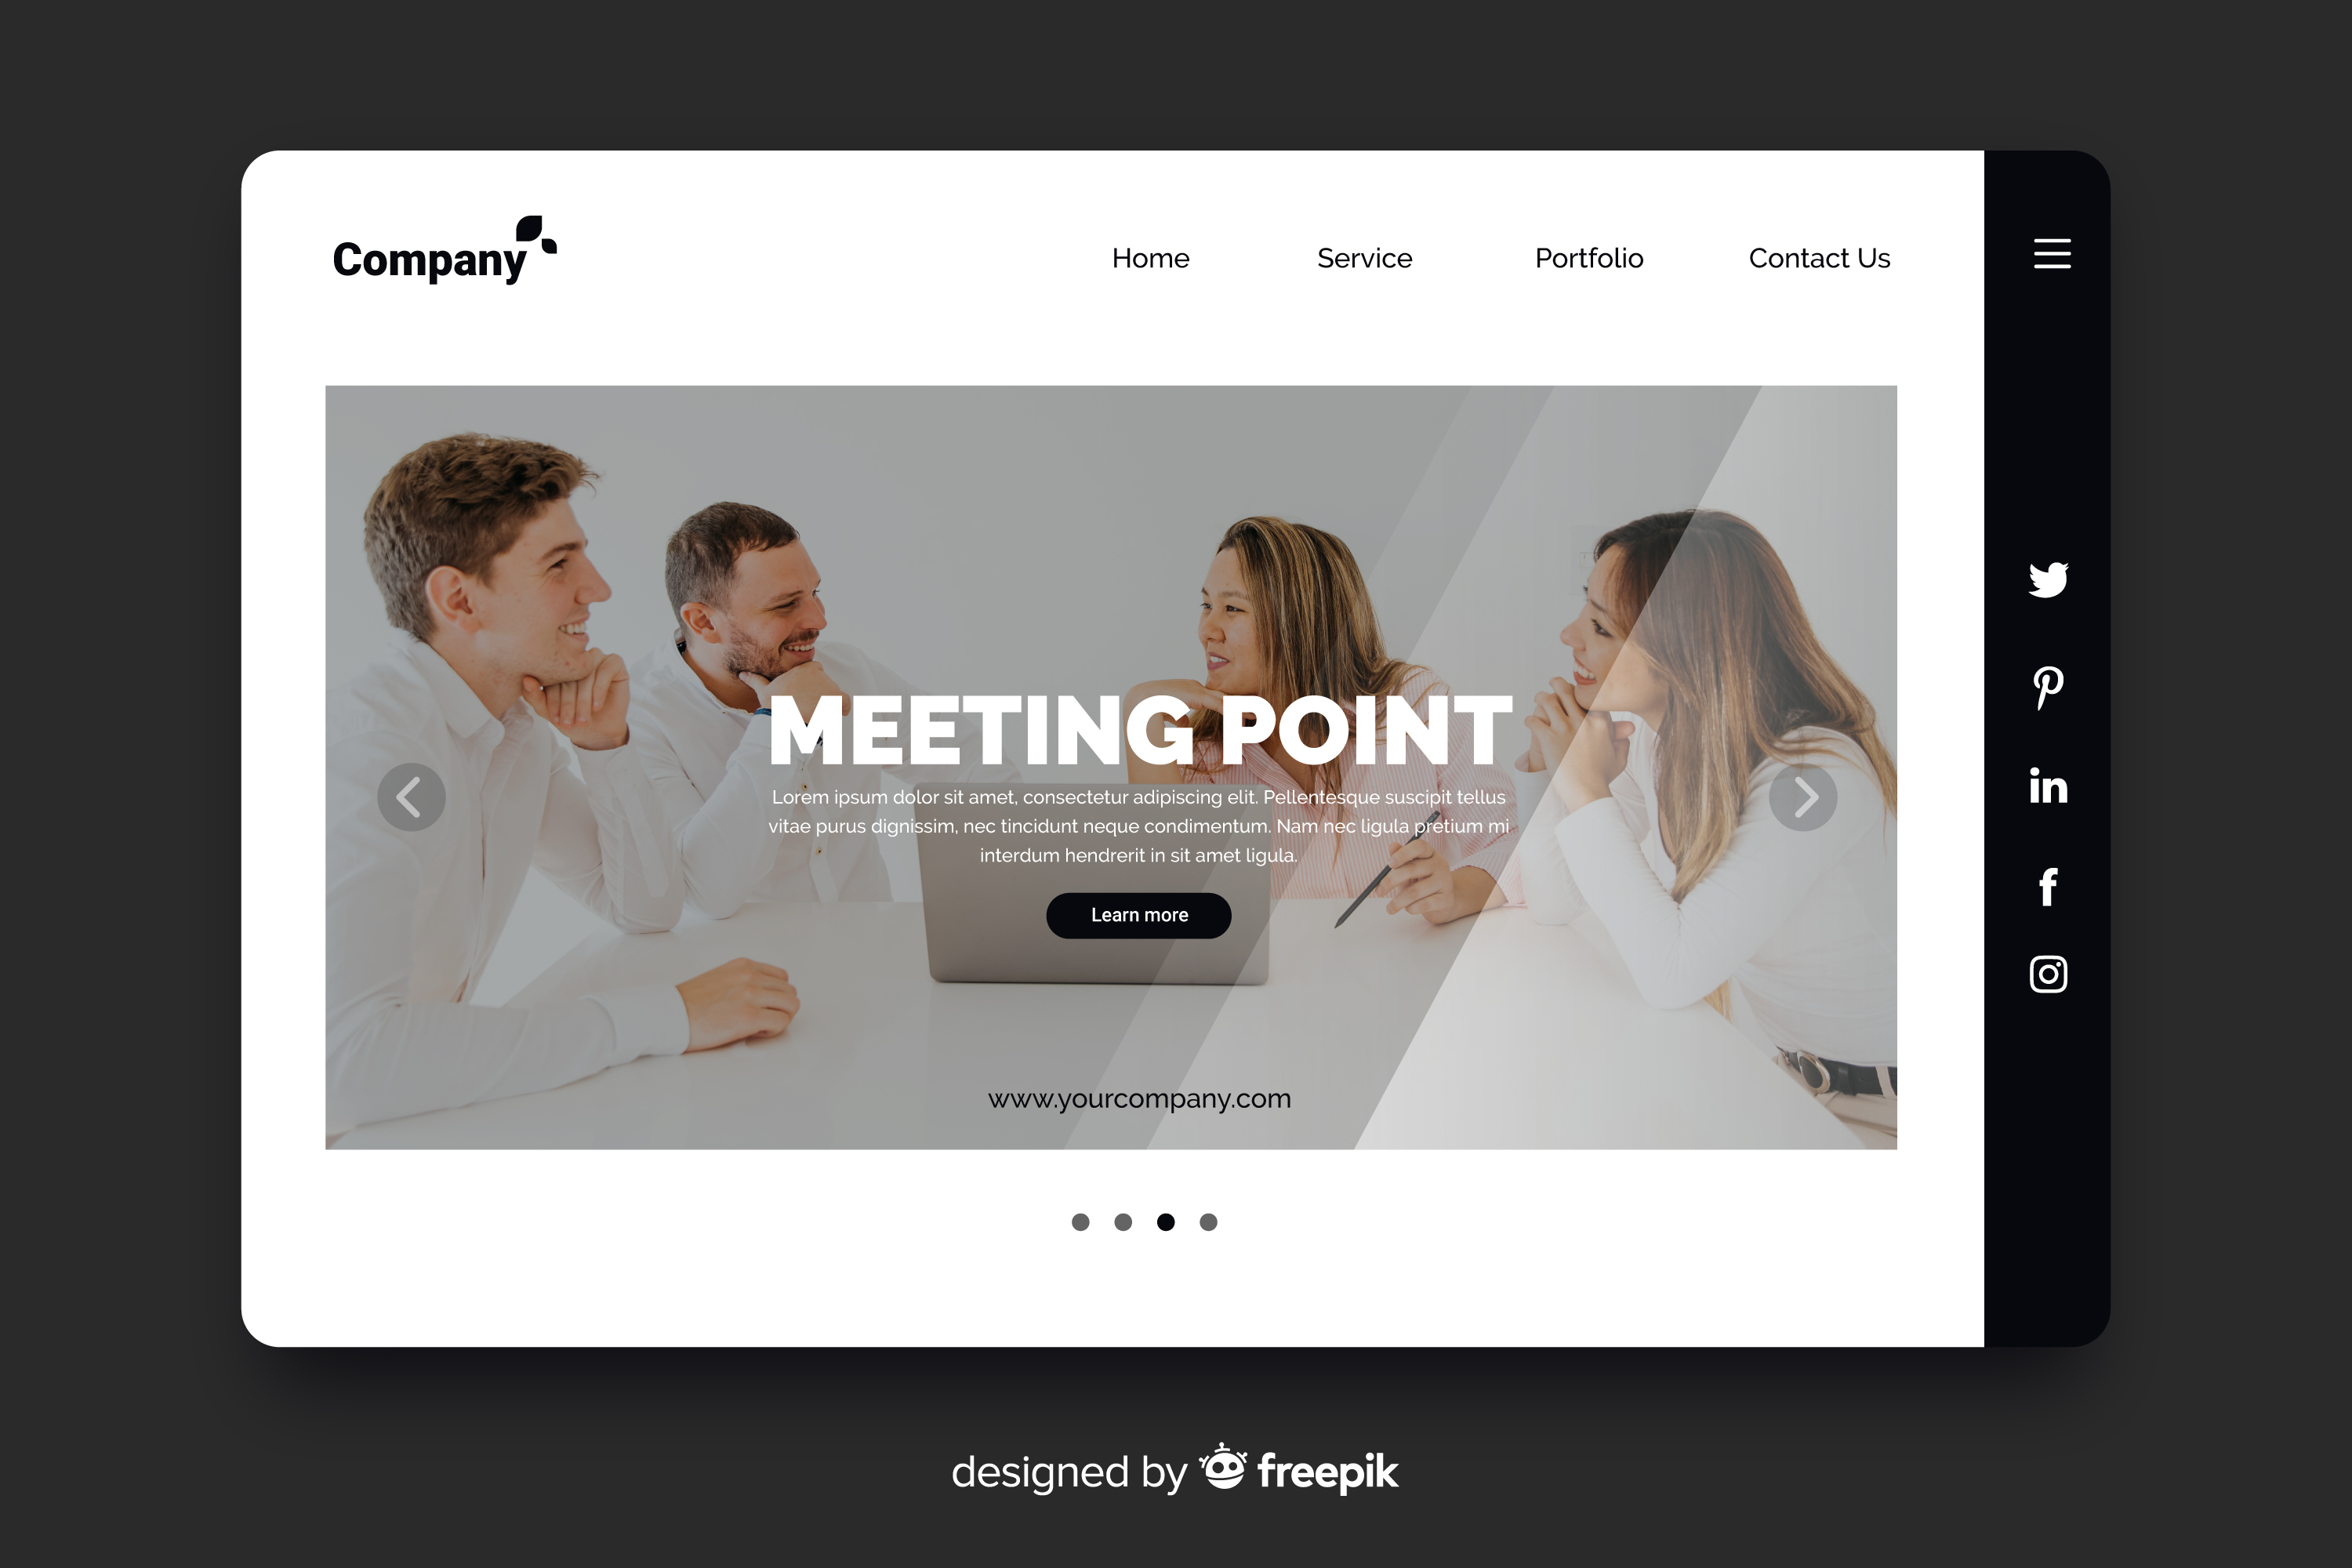 Company
Home Service Portfolio Contact Us
MEETING POINT
Lorem ipsum dolor sit amet, consectetur adipiscing elit. Pellentesque suscipit tellus
vitae purus dignissim, nec tincidunt neque condimentum. Nam nec ligula pretium mi
interdum hendrerit in sit amet ligula.
Learn more
www.yourcompany.com
designed by freepik